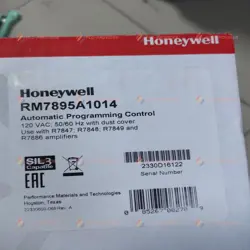 Honeywell
Honeywell
RM7895A1014
Automatic Programming Control
120 VAC; 50/60 Hz with dust cover
Use with R7847; R7848; R7849 and
R7886 amplifiers
SIL 3
Capable
EAC
2330D16122
Serial Number
Performance Materials and Technologies
Houston, Texas